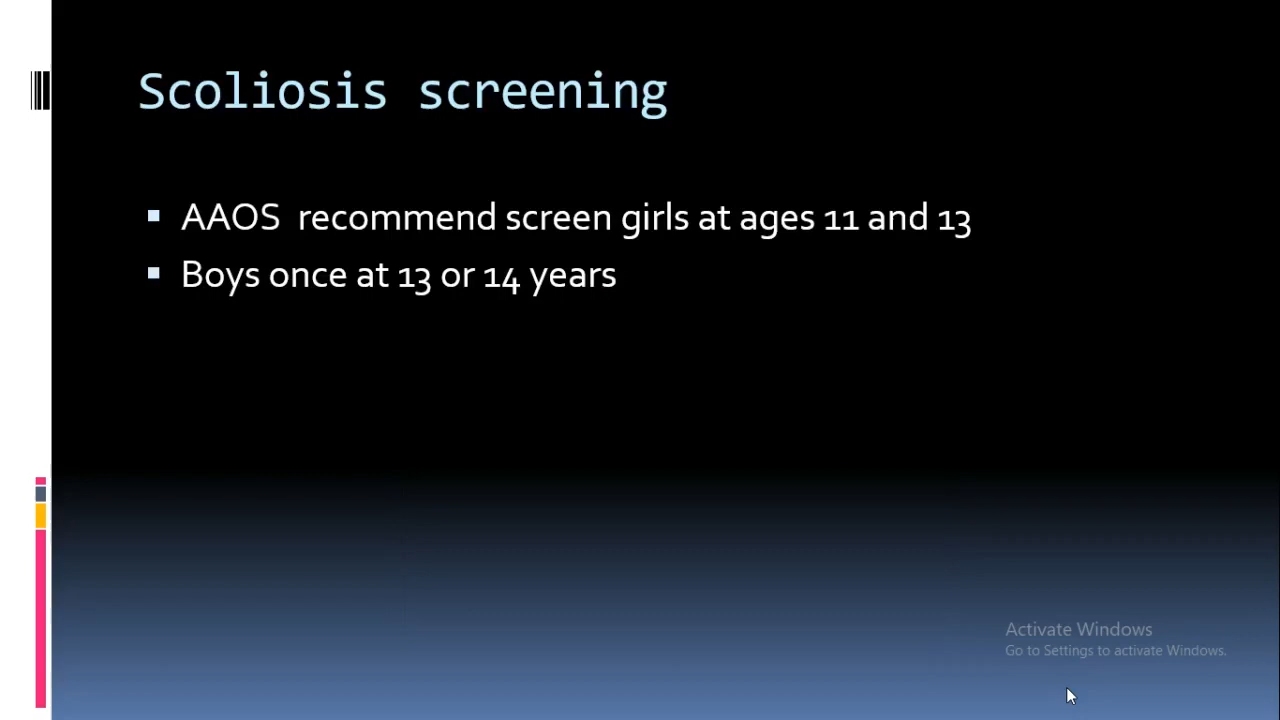 Scoliosis screening
AAOS recommend screen girls at ages 11 and 13
Boys once at 13 or 14 years
Activate Windows
Go to Settings to activate Windows.